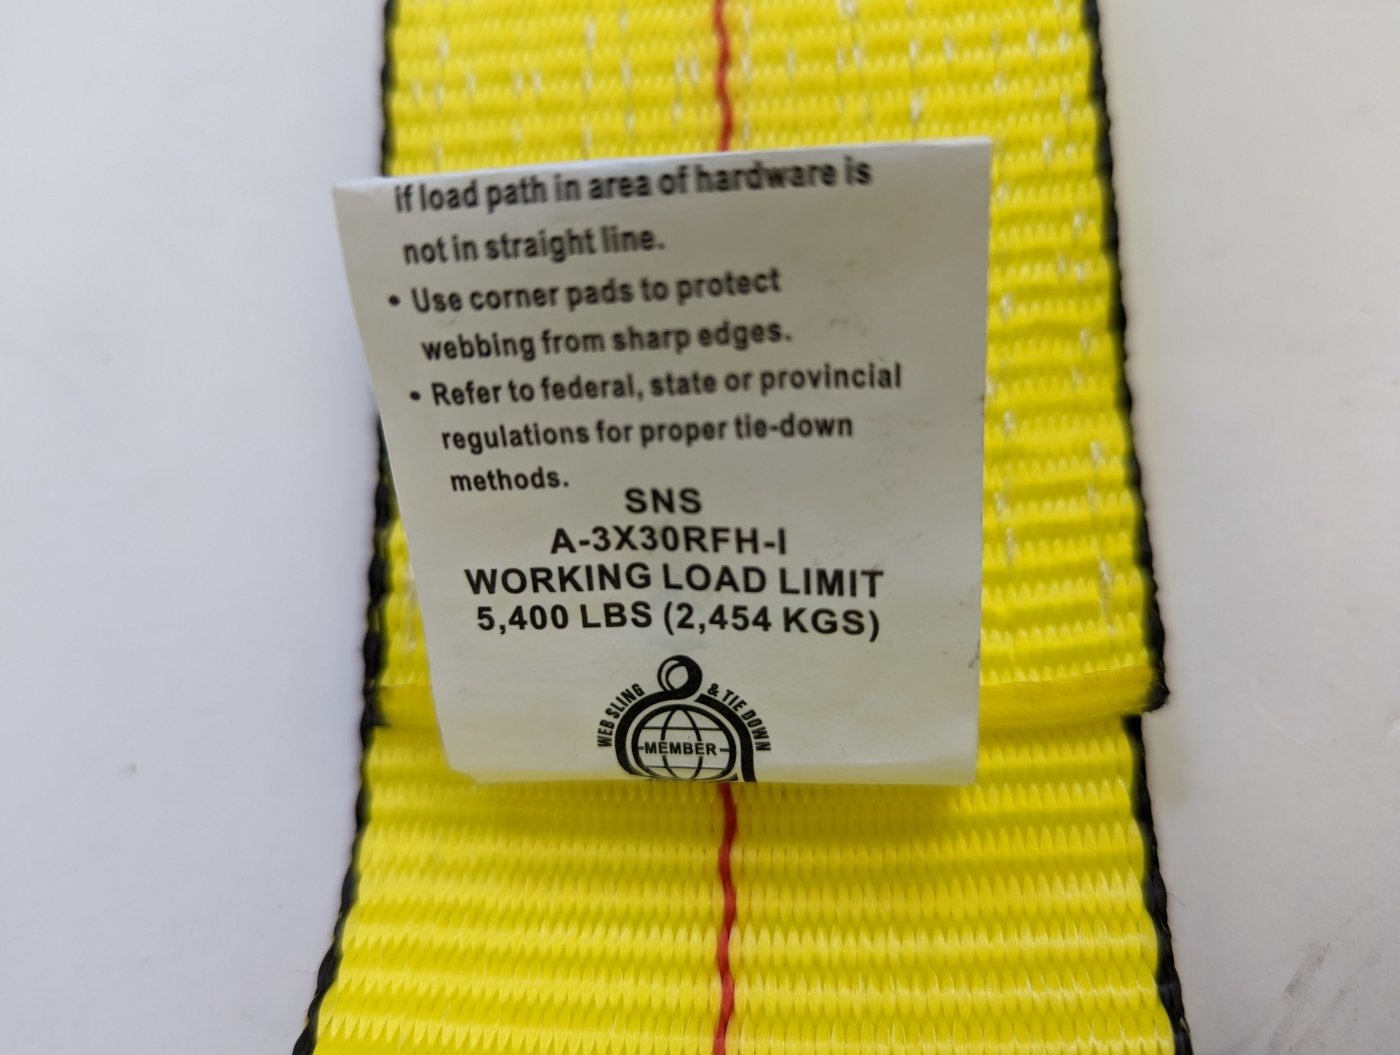 if load path in area of hardware is
not in straight line.
• Use corner pads to protect
webbing from sharp edges.
• Refer to federal, state or provincial
regulations for proper tie-down
methods.
SNS
A-3X30RFH-I
WORKING LOAD LIMIT
5,400 LBS (2,454 KGS)
WEB SLING & TIE DOWN
MEMBER